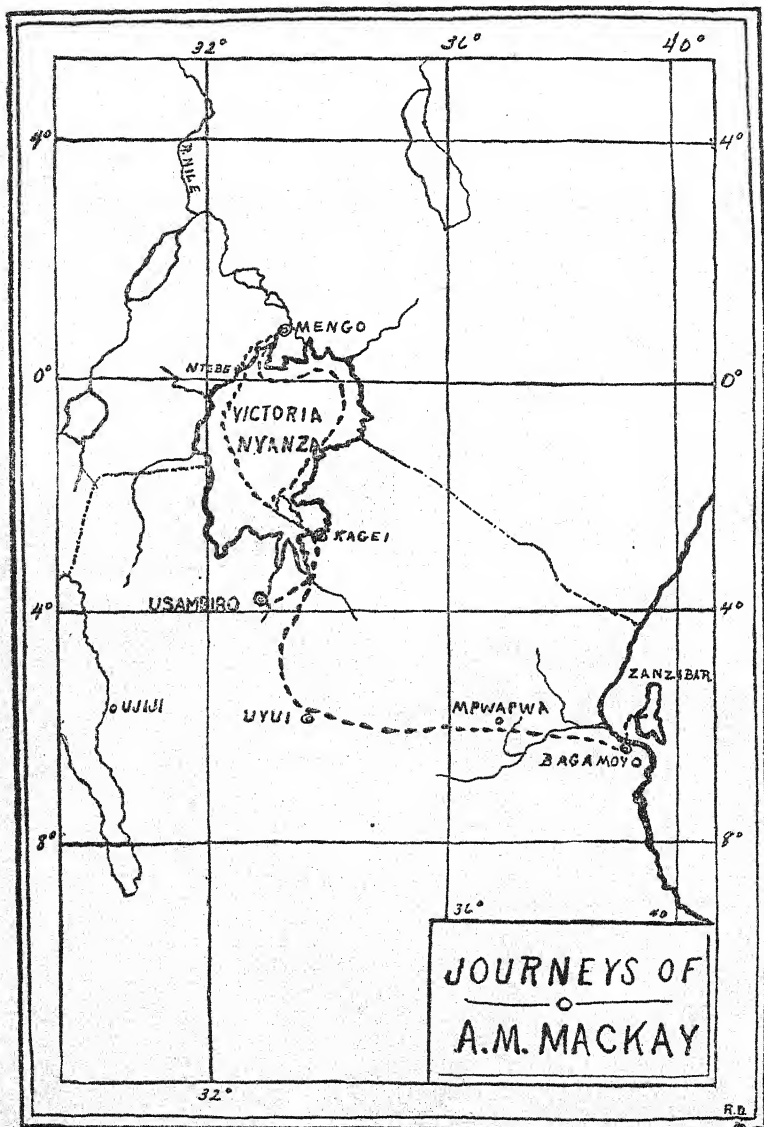 32° 36° 40°
4° 4°
R. NILE
MENGO
NTEBE
0° 0°
VICTORIA
NYANZA
KAGEI
USAMBIRO
4° 4°
ZANZIBAR
UJIJI
UYUI
MPWAPWA
BAGAMOYO
8° 8°
36° 40
JOURNEYS OF
A.M. MACKAY
32°
R.D.